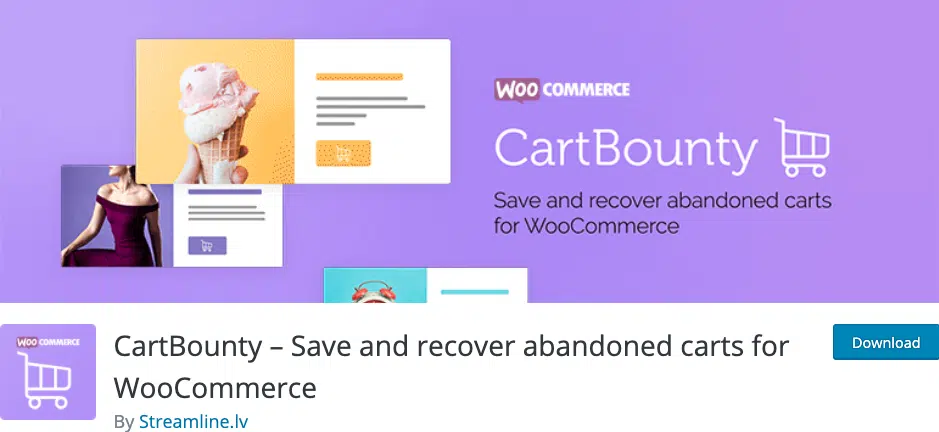 WOO COMMERCE
CartBounty
Save and recover abandoned carts
for WooCommerce
WOO COMMERCE
CartBounty – Save and recover abandoned carts for
WooCommerce
Download
By Streamline.lv